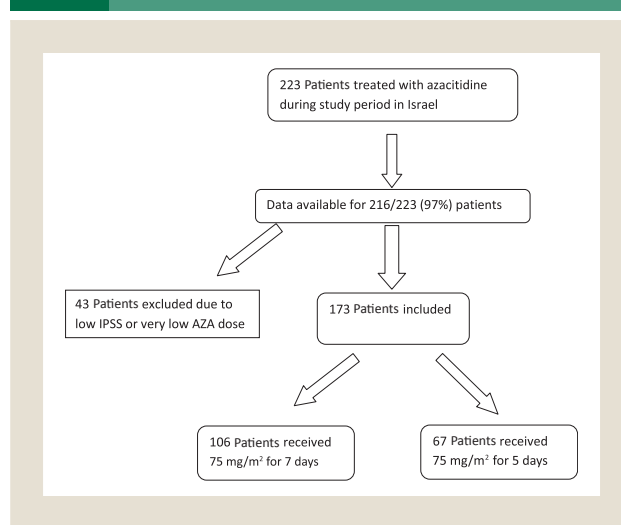 223 Patients treated with azacitidine
during study period in Israel
Data available for 216/223 (97%) patients
43 Patients excluded due to
low IPSS or very low AZA dose
173 Patients included
106 Patients received
75 mg/m² for 7 days
67 Patients received
75 mg/m² for 5 days